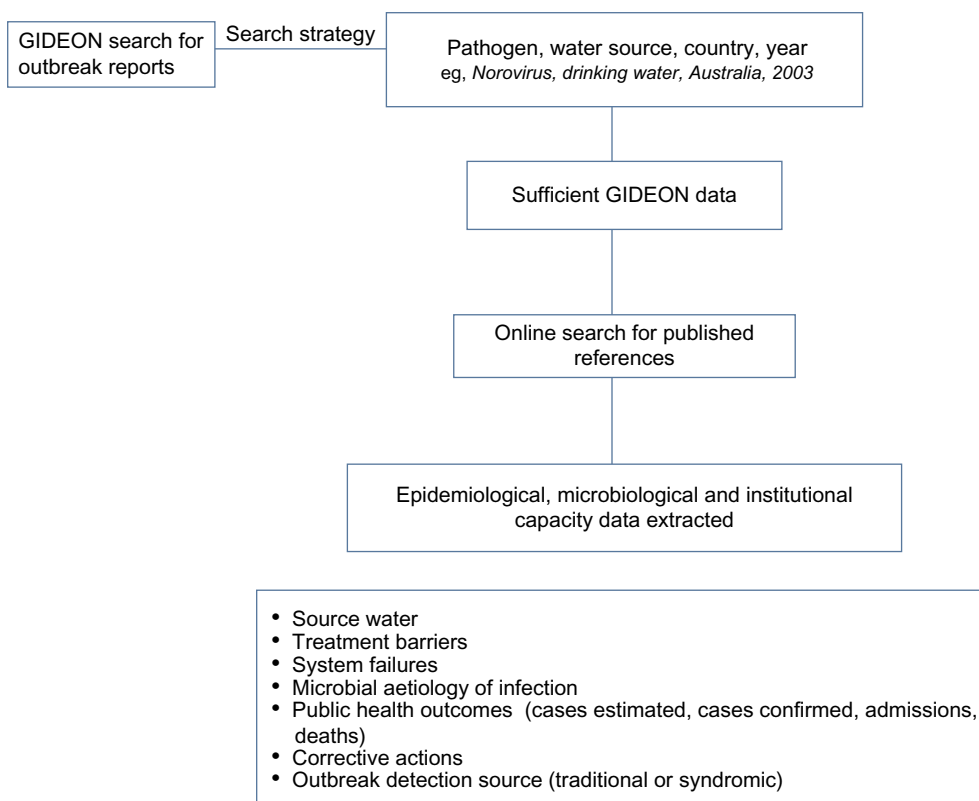 GIDEON search for
outbreak reports
Search strategy
Pathogen, water source, country, year
eg, Norovirus, drinking water, Australia, 2003
Sufficient GIDEON data
Online search for published
references
Epidemiological, microbiological and institutional
capacity data extracted
• Source water
• Treatment barriers
• System failures
• Microbial aetiology of infection
• Public health outcomes (cases estimated, cases confirmed, admissions,
deaths)
• Corrective actions
• Outbreak detection source (traditional or syndromic)